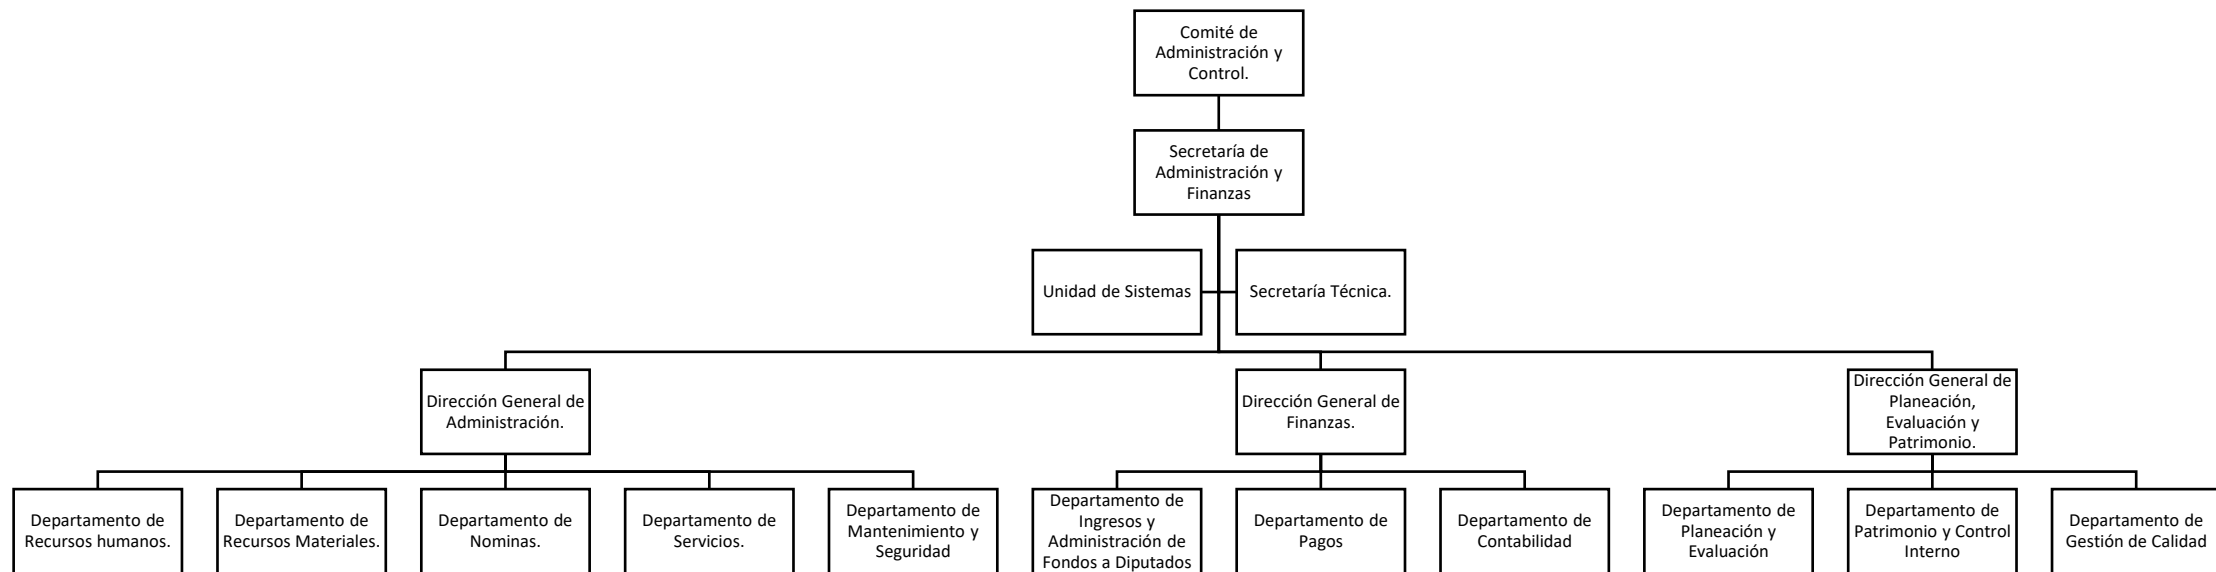 Comité de
Administración y
Control.
Secretaría de
Administración y
Finanzas
Unidad de Sistemas
Secretaría Técnica.
Dirección General de
Administración.
Dirección General de
Finanzas.
Dirección General de
Planeación,
Evaluación y
Patrimonio.
Departamento de
Recursos humanos.
Departamento de
Recursos Materiales.
Departamento de
Nominas.
Departamento de
Servicios.
Departamento de
Mantenimiento y
Seguridad
Departamento de
Ingresos y
Administración de
Fondos a Diputados
Departamento de
Pagos
Departamento de
Contabilidad
Departamento de
Planeación y
Evaluación
Departamento de
Patrimonio y Control
Interno
Departamento de
Gestión de Calidad